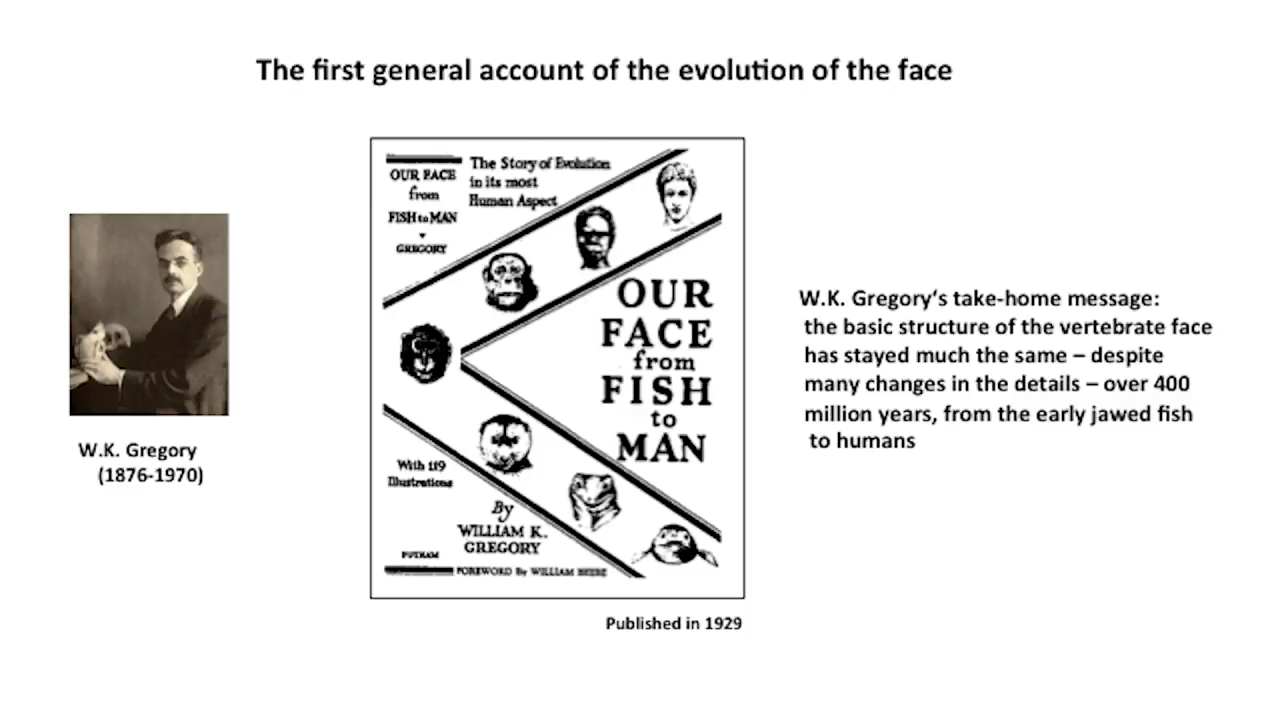 The first general account of the evolution of the face
OUR FACE
from
FISH to MAN
GREGORY
The Story of Evolution
in its most
Human Aspect
OUR
FACE
from
FISH
to
MAN
With 119
Illustrations
By
WILLIAM K.
GREGORY
PUTNAM
FOREWORD By WILLIAM BEEBE
Published in 1929
W.K. Gregory
(1876-1970)
W.K. Gregory's take-home message:
the basic structure of the vertebrate face
has stayed much the same – despite
many changes in the details – over 400
million years, from the early jawed fish
to humans